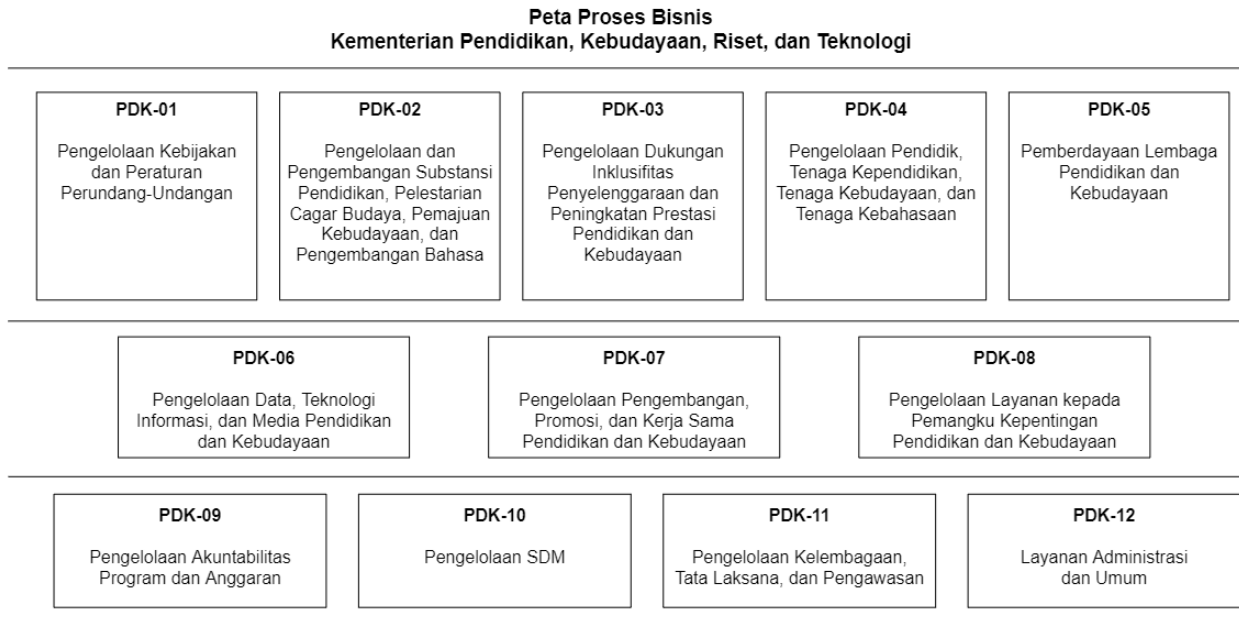 Peta Proses Bisnis
Kementerian Pendidikan, Kebudayaan, Riset, dan Teknologi
PDK-01
Pengelolaan Kebijakan
dan Peraturan
Perundang-Undangan
PDK-02
Pengelolaan dan
Pengembangan Substansi
Pendidikan, Pelestarian
Cagar Budaya, Pemajuan
Kebudayaan, dan
Pengembangan Bahasa
PDK-03
Pengelolaan Dukungan
Inklusifitas
Penyelenggaraan dan
Peningkatan Prestasi
Pendidikan dan
Kebudayaan
PDK-04
Pengelolaan Pendidik,
Tenaga Kependidikan,
Tenaga Kebudayaan, dan
Tenaga Kebahasaan
PDK-05
Pemberdayaan Lembaga
Pendidikan dan
Kebudayaan
PDK-06
Pengelolaan Data, Teknologi
Informasi, dan Media Pendidikan
dan Kebudayaan
PDK-07
Pengelolaan Pengembangan,
Promosi, dan Kerja Sama
Pendidikan dan Kebudayaan
PDK-08
Pengelolaan Layanan kepada
Pemangku Kepentingan
Pendidikan dan Kebudayaan
PDK-09
Pengelolaan Akuntabilitas
Program dan Anggaran
PDK-10
Pengelolaan SDM
PDK-11
Pengelolaan Kelembagaan,
Tata Laksana, dan Pengawasan
PDK-12
Layanan Administrasi
dan Umum